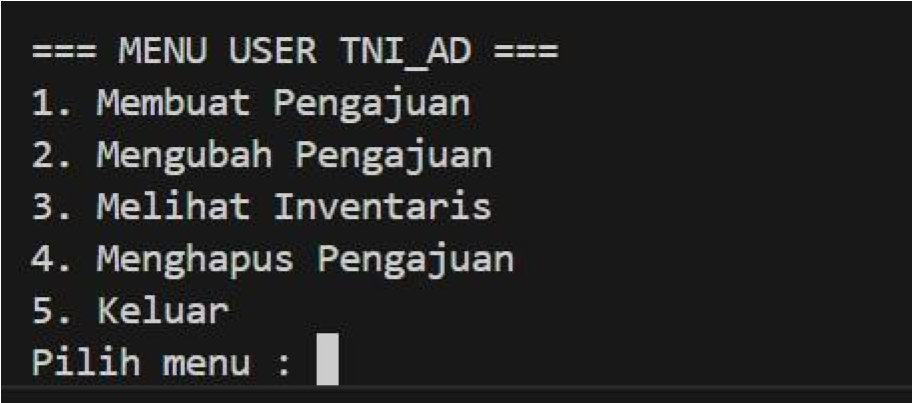 === MENU USER TNI_AD ===
1. Membuat Pengajuan
2. Mengubah Pengajuan
3. Melihat Inventaris
4. Menghapus Pengajuan
5. Keluar
Pilih menu :